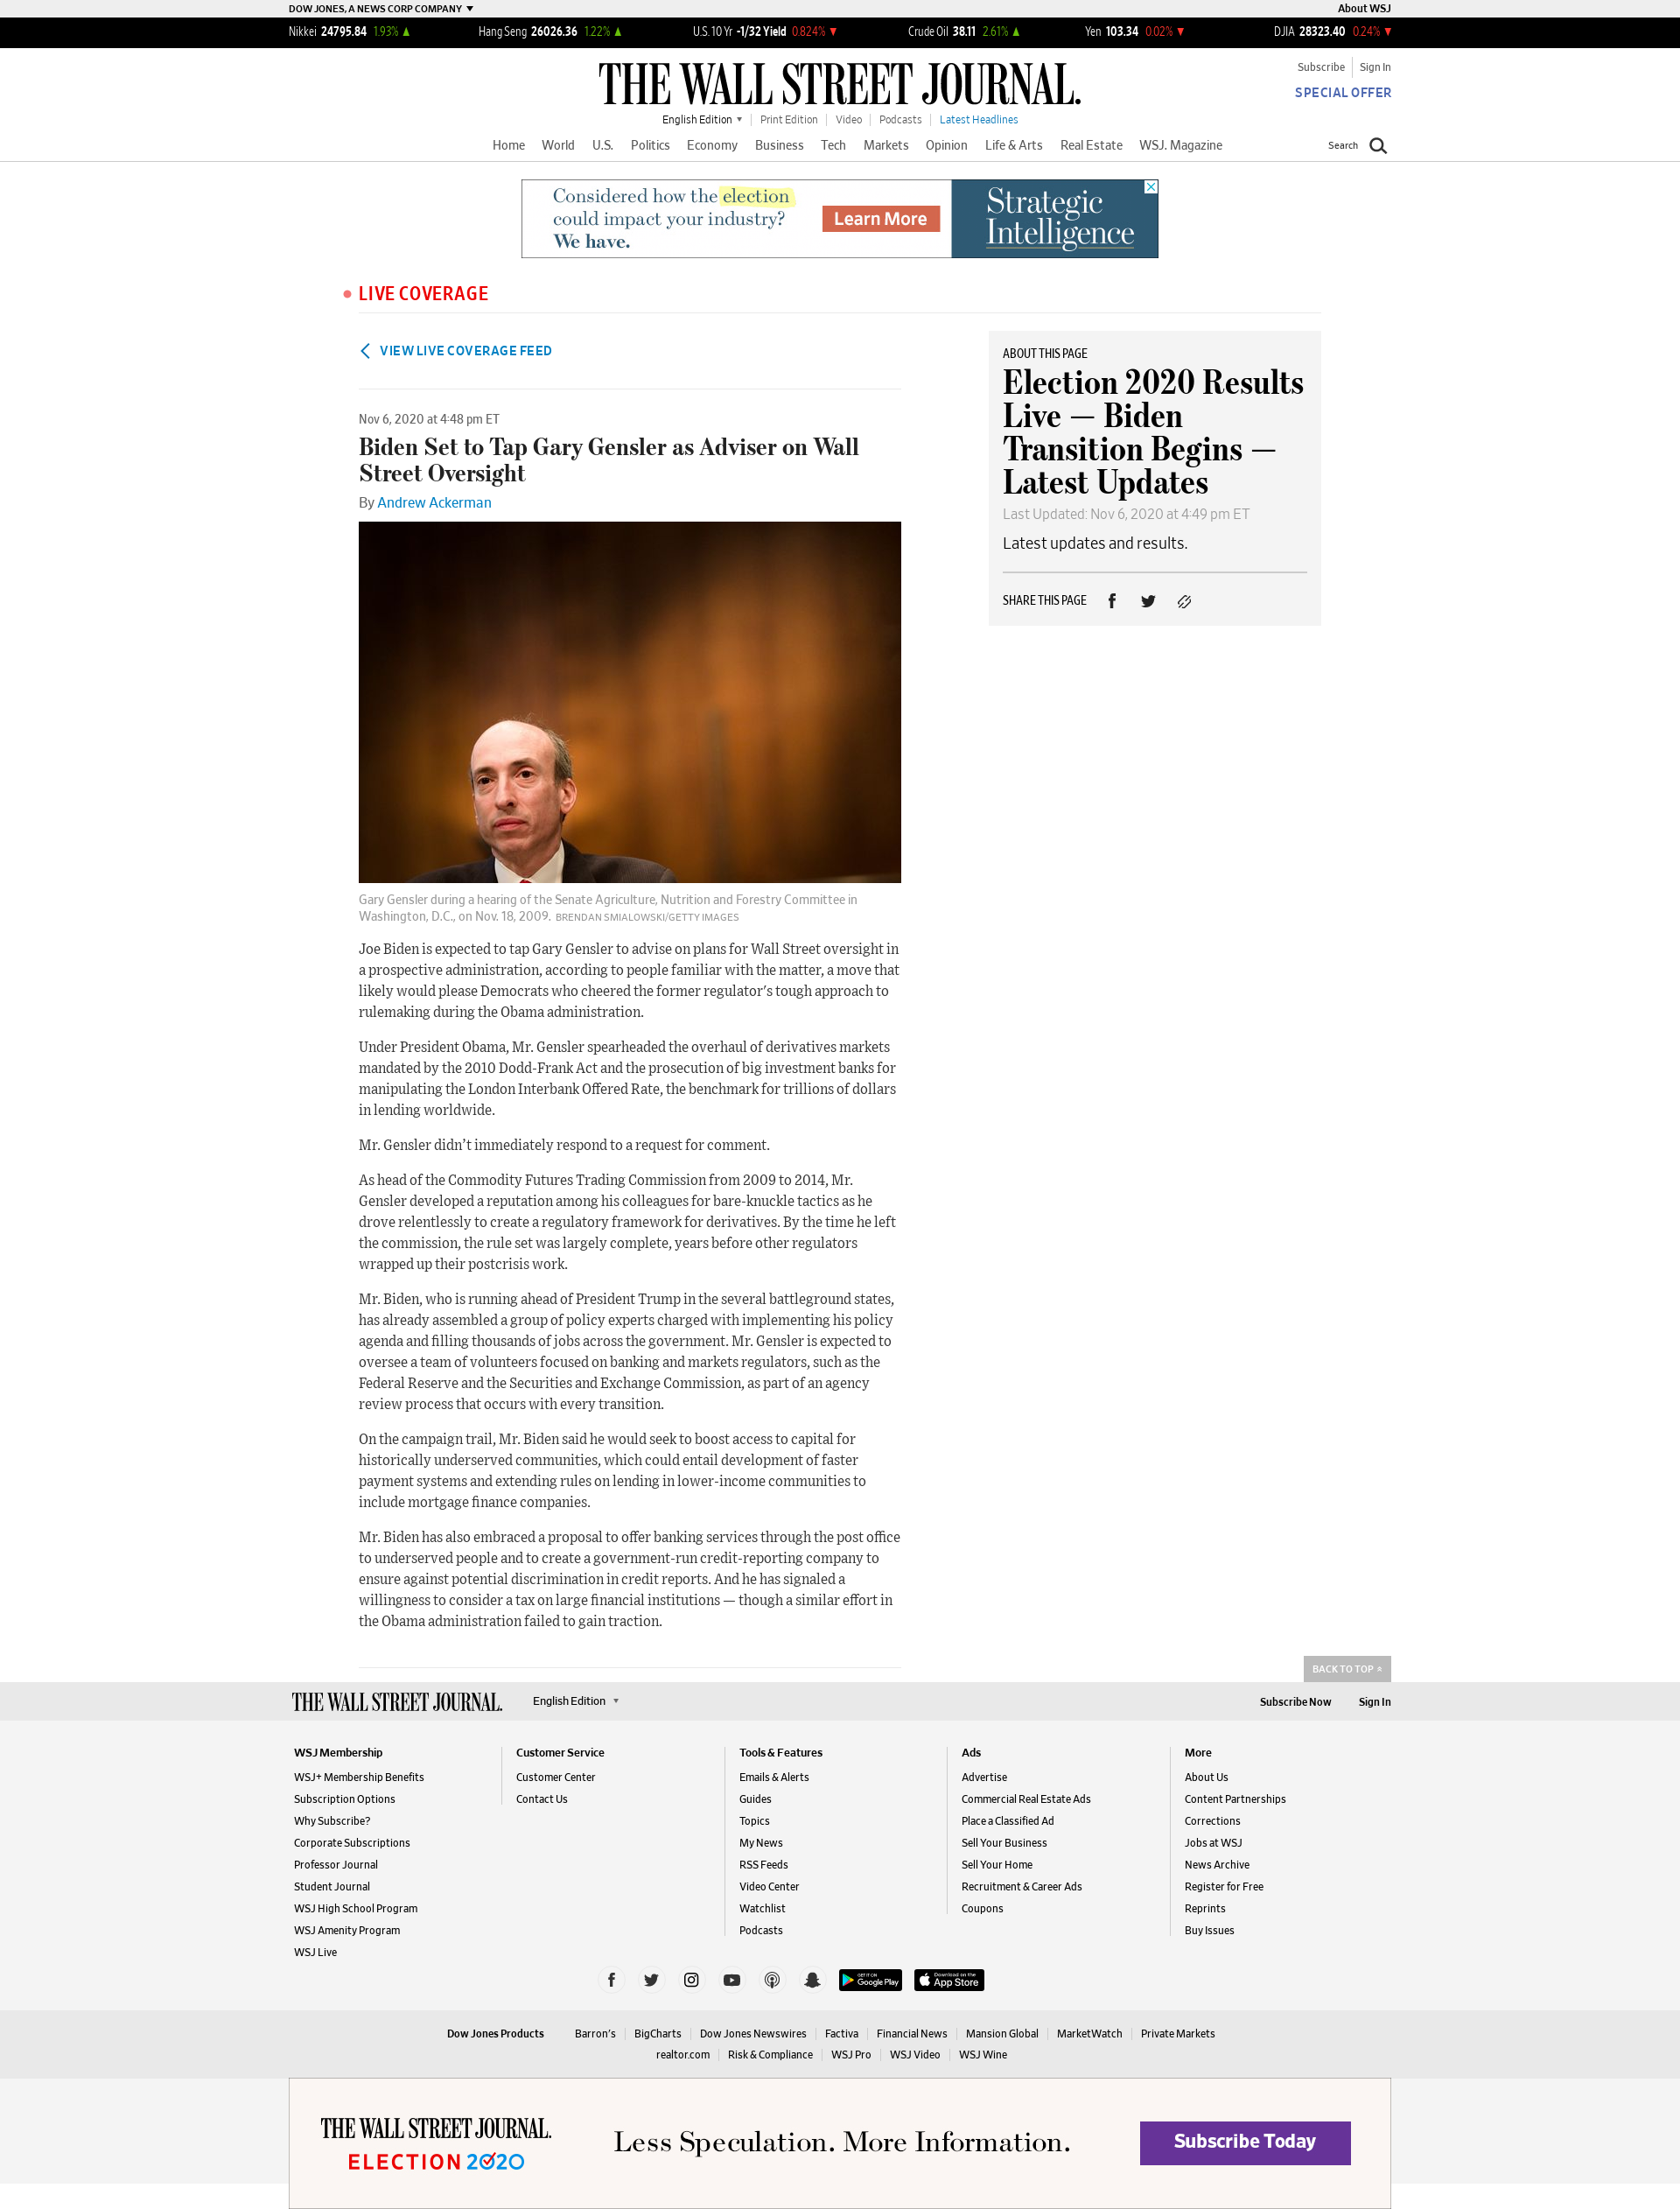 DOW JONES, A NEWS CORP COMPANY
About WSJ
Nikkei 24795.84 1.93% Hang Seng 26026.36 1.22% U.S. 10 Yr -1/32 Yield 0.824% Crude Oil 38.11 2.61% Yen 103.34 0.02% DJIA 28323.40 0.24%
THE WALL STREET JOURNAL.
Subscribe Sign In
SPECIAL OFFER
English Edition Print Edition Video Podcasts Latest Headlines
Home World U.S. Politics Economy Business Tech Markets Opinion Life & Arts Real Estate WSJ. Magazine Search
Considered how the election
could impact your industry?
We have.
Learn More
Strategic
Intelligence
LIVE COVERAGE
VIEW LIVE COVERAGE FEED
Nov 6, 2020 at 4:48 pm ET
Biden Set to Tap Gary Gensler as Adviser on Wall
Street Oversight
By Andrew Ackerman
Gary Gensler during a hearing of the Senate Agriculture, Nutrition and Forestry Committee in
Washington, D.C., on Nov. 18, 2009. BRENDAN SMIALOWSKI/GETTY IMAGES
Joe Biden is expected to tap Gary Gensler to advise on plans for Wall Street oversight in
a prospective administration, according to people familiar with the matter, a move that
likely would please Democrats who cheered the former regulator's tough approach to
rulemaking during the Obama administration.
Under President Obama, Mr. Gensler spearheaded the overhaul of derivatives markets
mandated by the 2010 Dodd-Frank Act and the prosecution of big investment banks for
manipulating the London Interbank Offered Rate, the benchmark for trillions of dollars
in lending worldwide.
Mr. Gensler didn't immediately respond to a request for comment.
As head of the Commodity Futures Trading Commission from 2009 to 2014, Mr.
Gensler developed a reputation among his colleagues for bare-knuckle tactics as he
drove relentlessly to create a regulatory framework for derivatives. By the time he left
the commission, the rule set was largely complete, years before other regulators
wrapped up their postcrisis work.
Mr. Biden, who is running ahead of President Trump in the several battleground states,
has already assembled a group of policy experts charged with implementing his policy
agenda and filling thousands of jobs across the government. Mr. Gensler is expected to
oversee a team of volunteers focused on banking and markets regulators, such as the
Federal Reserve and the Securities and Exchange Commission, as part of an agency
review process that occurs with every transition.
On the campaign trail, Mr. Biden said he would seek to boost access to capital for
historically underserved communities, which could entail development of faster
payment systems and extending rules on lending in lower-income communities to
include mortgage finance companies.
Mr. Biden has also embraced a proposal to offer banking services through the post office
to underserved people and to create a government-run credit-reporting company to
ensure against potential discrimination in credit reports. And he has signaled a
willingness to consider a tax on large financial institutions — though a similar effort in
the Obama administration failed to gain traction.
ABOUT THIS PAGE
Election 2020 Results
Live — Biden
Transition Begins —
Latest Updates
Last Updated: Nov 6, 2020 at 4:49 pm ET
Latest updates and results.
SHARE THIS PAGE
BACK TO TOP
THE WALL STREET JOURNAL. English Edition Subscribe Now Sign In
WSJ Membership
WSJ+ Membership Benefits
Subscription Options
Why Subscribe?
Corporate Subscriptions
Professor Journal
Student Journal
WSJ High School Program
WSJ Amenity Program
WSJ Live
Customer Service
Customer Center
Contact Us
Tools & Features
Emails & Alerts
Guides
Topics
My News
RSS Feeds
Video Center
Watchlist
Podcasts
Ads
Advertise
Commercial Real Estate Ads
Place a Classified Ad
Sell Your Business
Sell Your Home
Recruitment & Career Ads
Coupons
More
About Us
Content Partnerships
Corrections
Jobs at WSJ
News Archive
Register for Free
Reprints
Buy Issues
GET IT ON
Google Play
Download on the
App Store
Dow Jones Products Barron's BigCharts Dow Jones Newswires Factiva Financial News Mansion Global MarketWatch Private Markets
realtor.com Risk & Compliance WSJ Pro WSJ Video WSJ Wine
THE WALL STREET JOURNAL.
ELECTION 2020
Less Speculation. More Information.
Subscribe Today